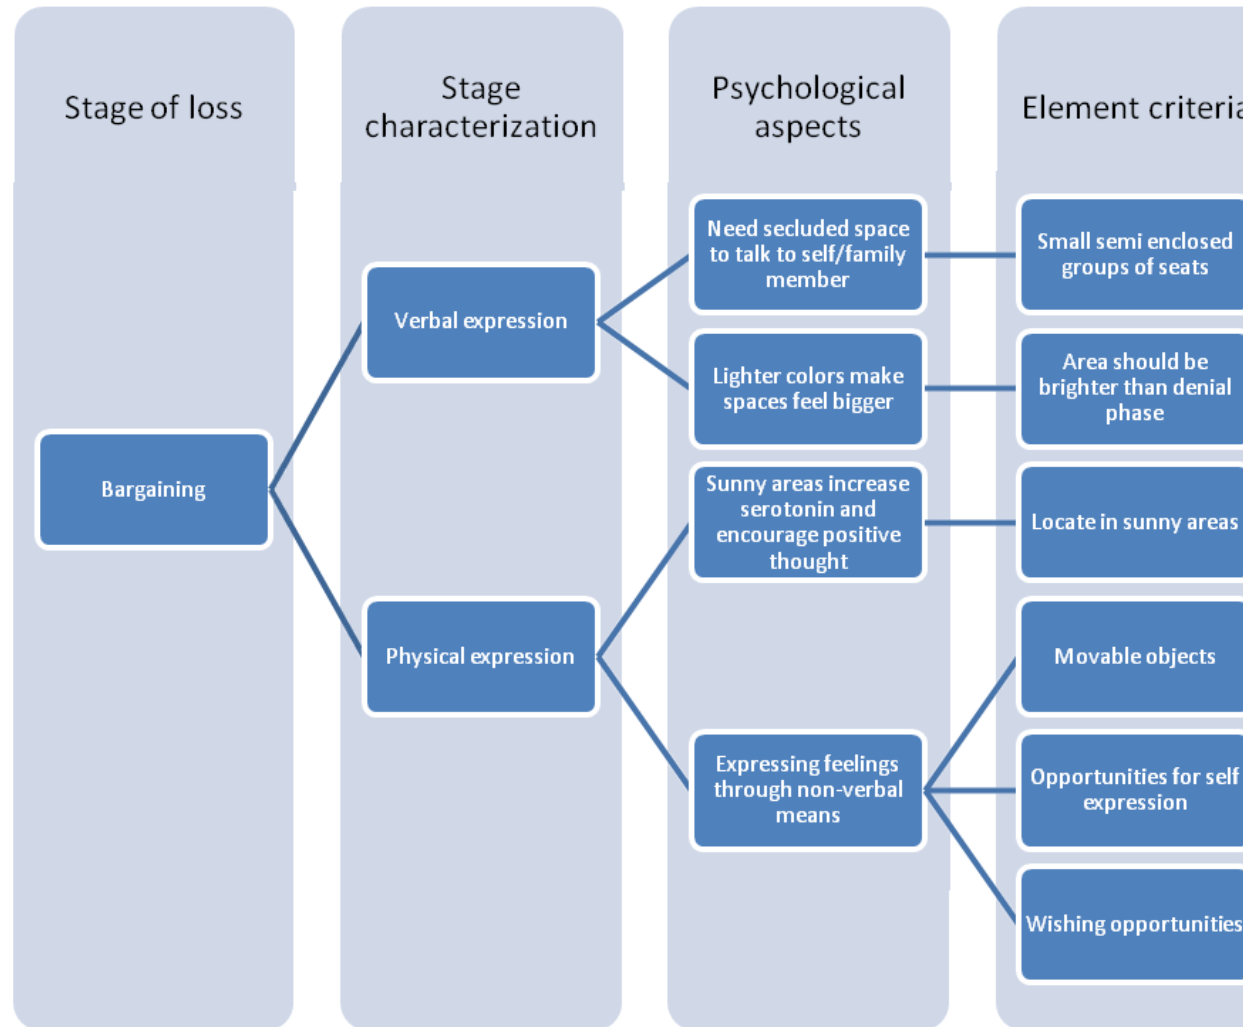 Stage of loss
Stage
characterization
Psychological
aspects
Element criteria
Bargaining
Verbal expression
Physical expression
Need secluded space
to talk to self/family
member
Lighter colors make
spaces feel bigger
Sunny areas increase
serotonin and
encourage positive
thought
Expressing feelings
through non-verbal
means
Small semi enclosed
groups of seats
Area should be
brighter than denial
phase
Locate in sunny areas
Movable objects
Opportunities for self
expression
Wishing opportunities